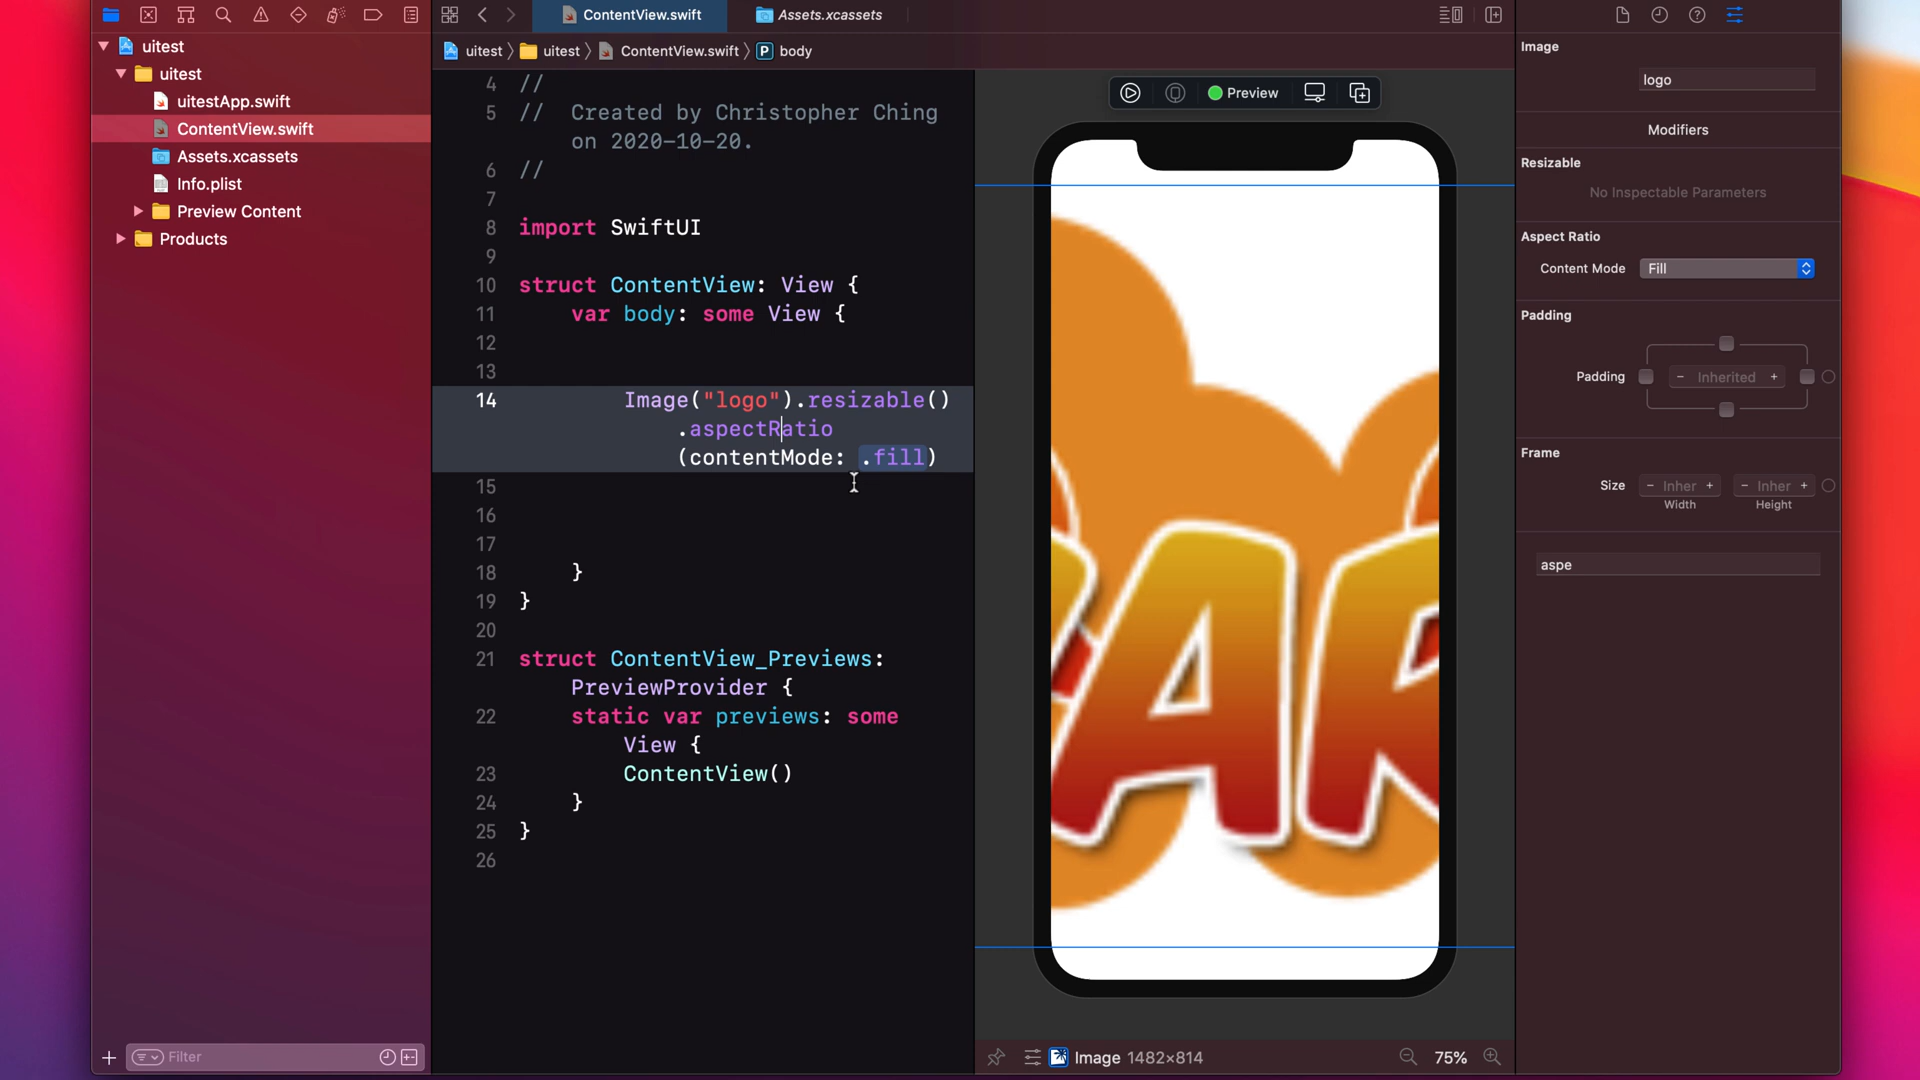 ContentView.swift
Assets.xcassets
uitest
uitest
uitestApp.swift
ContentView.swift
Assets.xcassets
Info.plist
Preview Content
Products
Filter
uitest
uitest
ContentView.swift
P
body
4 //
5 // Created by Christopher Ching
on 2020-10-20.
6 //
7
8 import SwiftUI
9
10 struct ContentView: View {
11 var body: some View {
12
13
14 Image("logo").resizable()
.aspectRatio
(contentMode: .fill)
15
16
17
18 }
19 }
20
21 struct ContentView_Previews:
PreviewProvider {
22 static var previews: some
View {
23 ContentView()
24 }
25 }
26
Preview
AR
Image 1482×814
75%
Image
logo
Modifiers
Resizable
No Inspectable Parameters
Aspect Ratio
Content Mode Fill
Padding
Padding - Inherited +
Frame
Size - Inher + - Inher +
Width Height
aspe